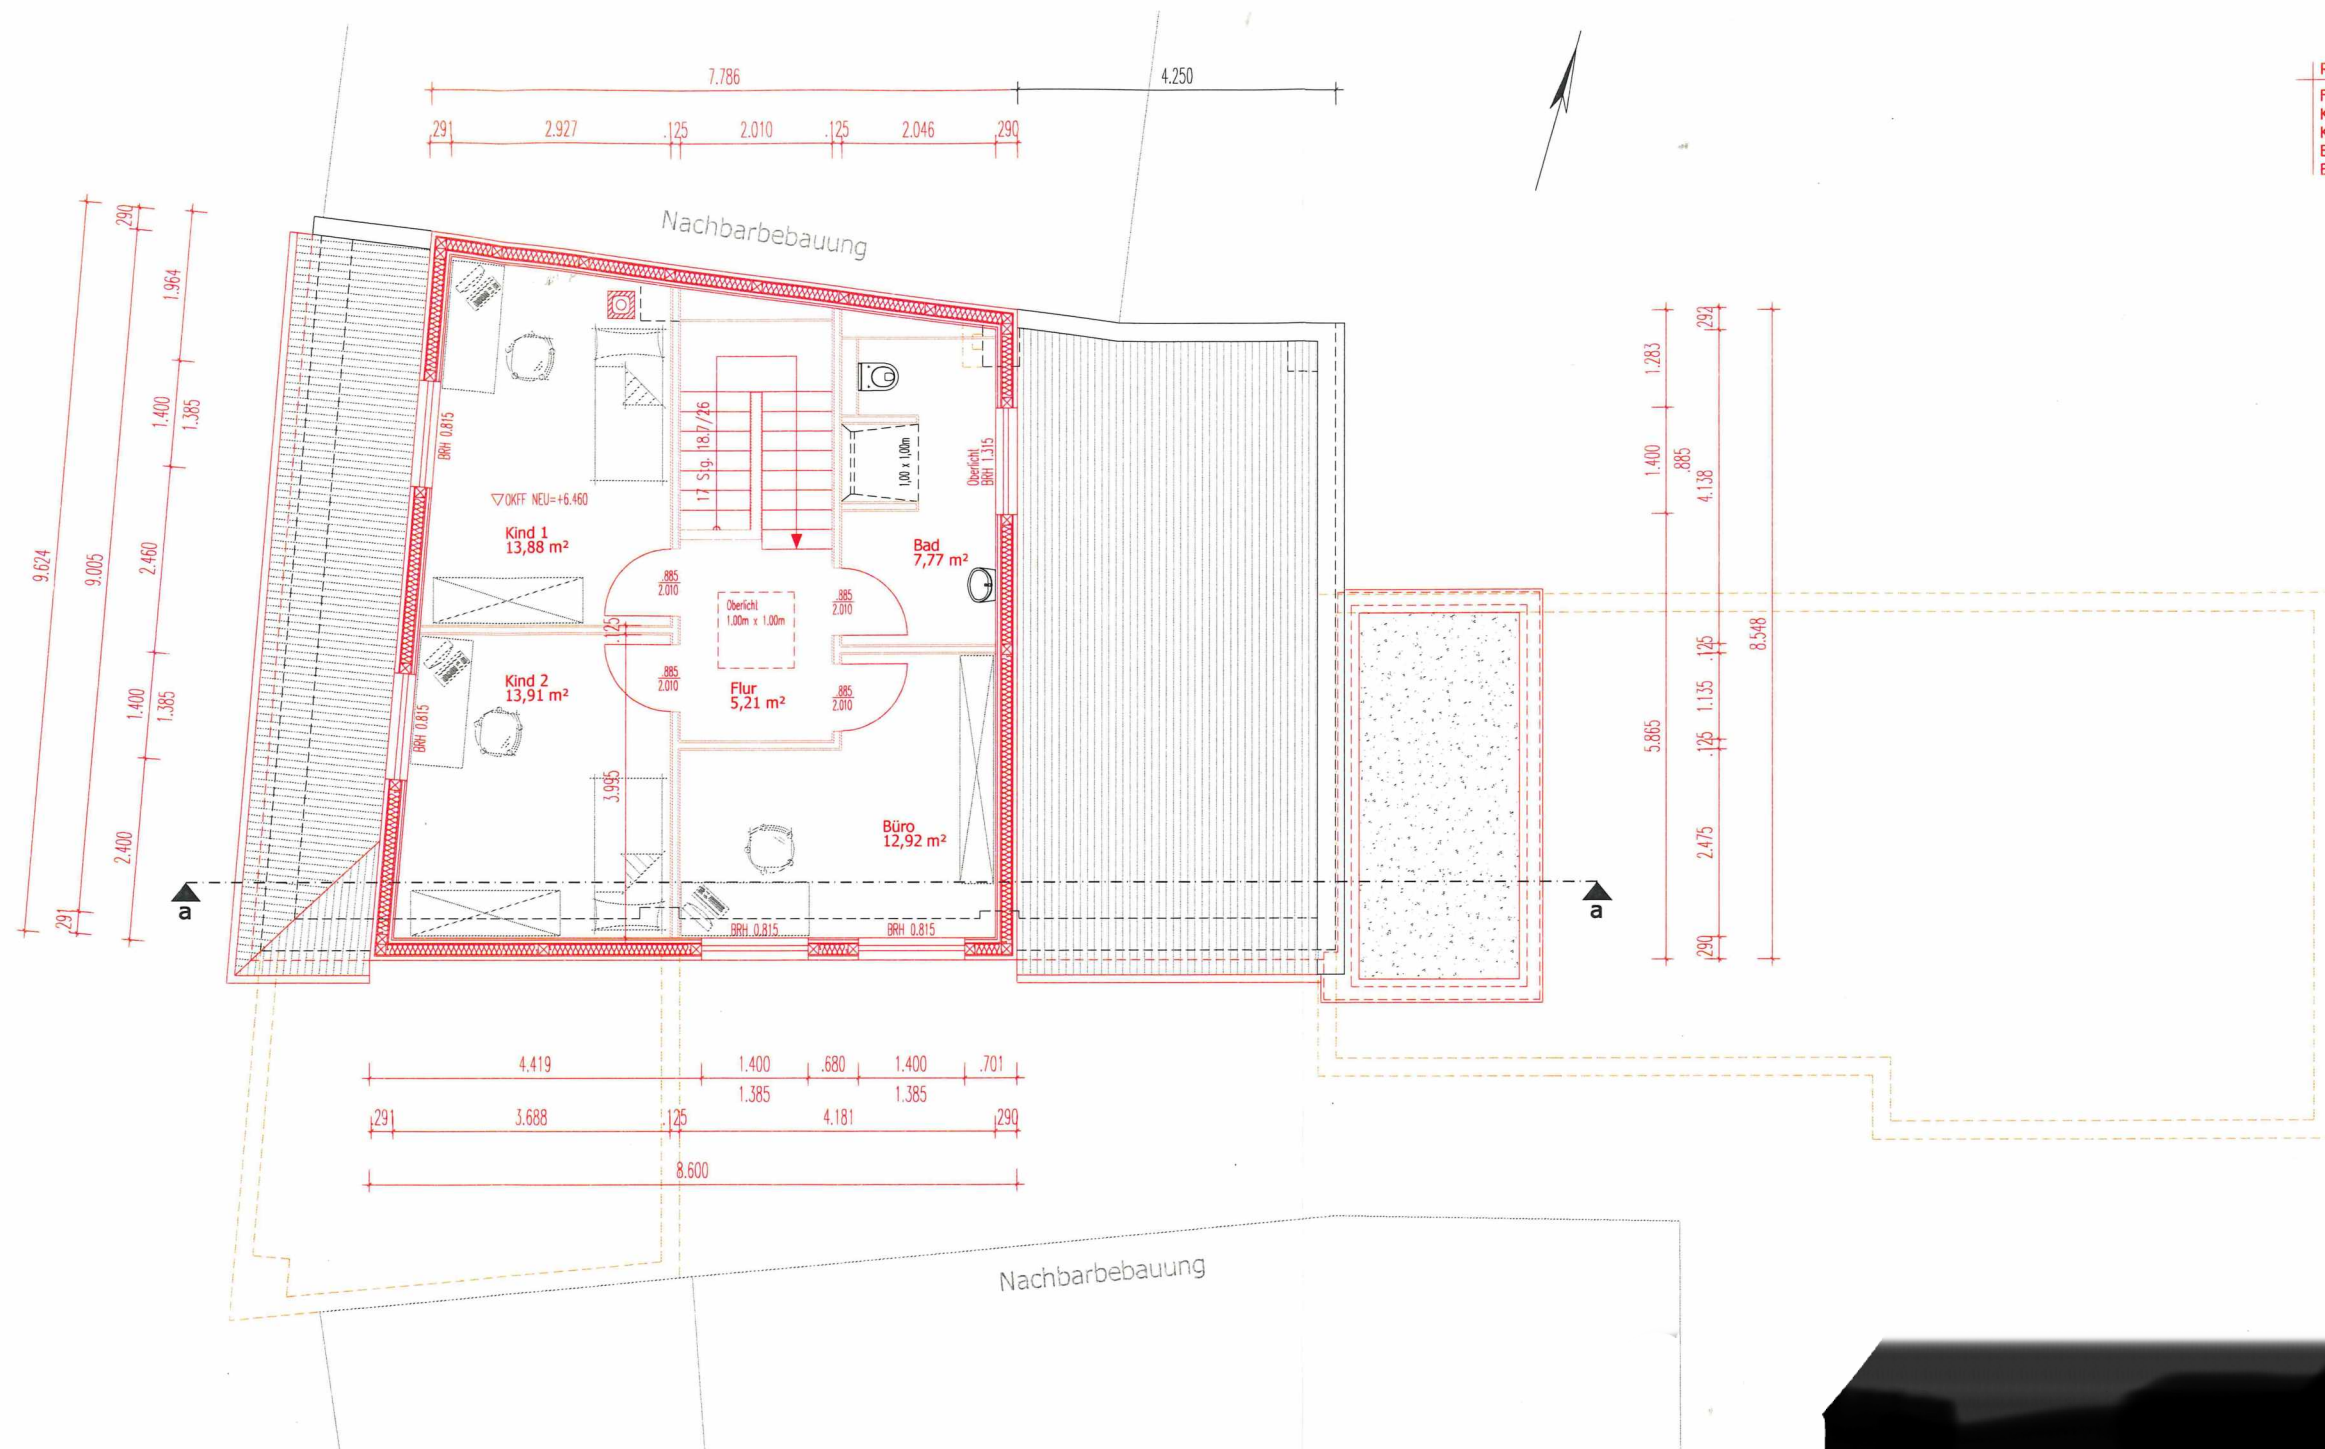 7.786
4.250
.291
2.927
.125
2.010
.125
2.046
.290
Nachbarbebauung
9.624
9.005
.290
.291
1.964
1.400
1.385
2.460
1.400
1.385
2.400
BRH 0.815
BRH 0.815
OKFF NEU=+6.460
Kind 1
13,88 m²
17 Stg. 18.7/26
1,00 x 1,00m
Oberlicht
BRH 1.315
Bad
7,77 m²
.885
2.010
.885
2.010
Oberlicht
1.00m x 1.00m
.125
Kind 2
13,91 m²
.885
2.010
.885
2.010
Flur
5,21 m²
3.995
Büro
12,92 m²
BRH 0.815
BRH 0.815
a
a
1.283
1.400
.885
5.865
.292
4.138
.125
1.135
.125
2.475
.290
8.548
4.419
1.400
.680
1.400
.701
1.385
1.385
.291
3.688
.125
4.181
.290
8.600
Nachbarbebauung